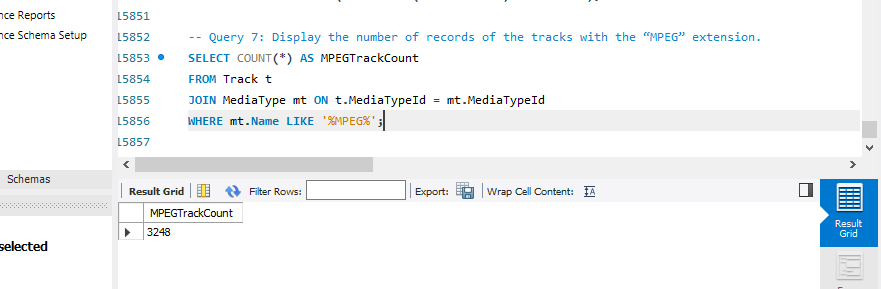 15851
nce Reports
15852 -- Query 7: Display the number of records of the tracks with the “MPEG” extension.
nce Schema Setup
15853 SELECT COUNT(*) AS MPEGTrackCount
15854 FROM Track t
15855 JOIN MediaType mt ON t.MediaTypeId = mt.MediaTypeId
15856 WHERE mt.Name LIKE '%MPEG%';
15857
Schemas
Result Grid Filter Rows: Export: Wrap Cell Content:
MPEGTrackCount
3248
selected
Result
Grid